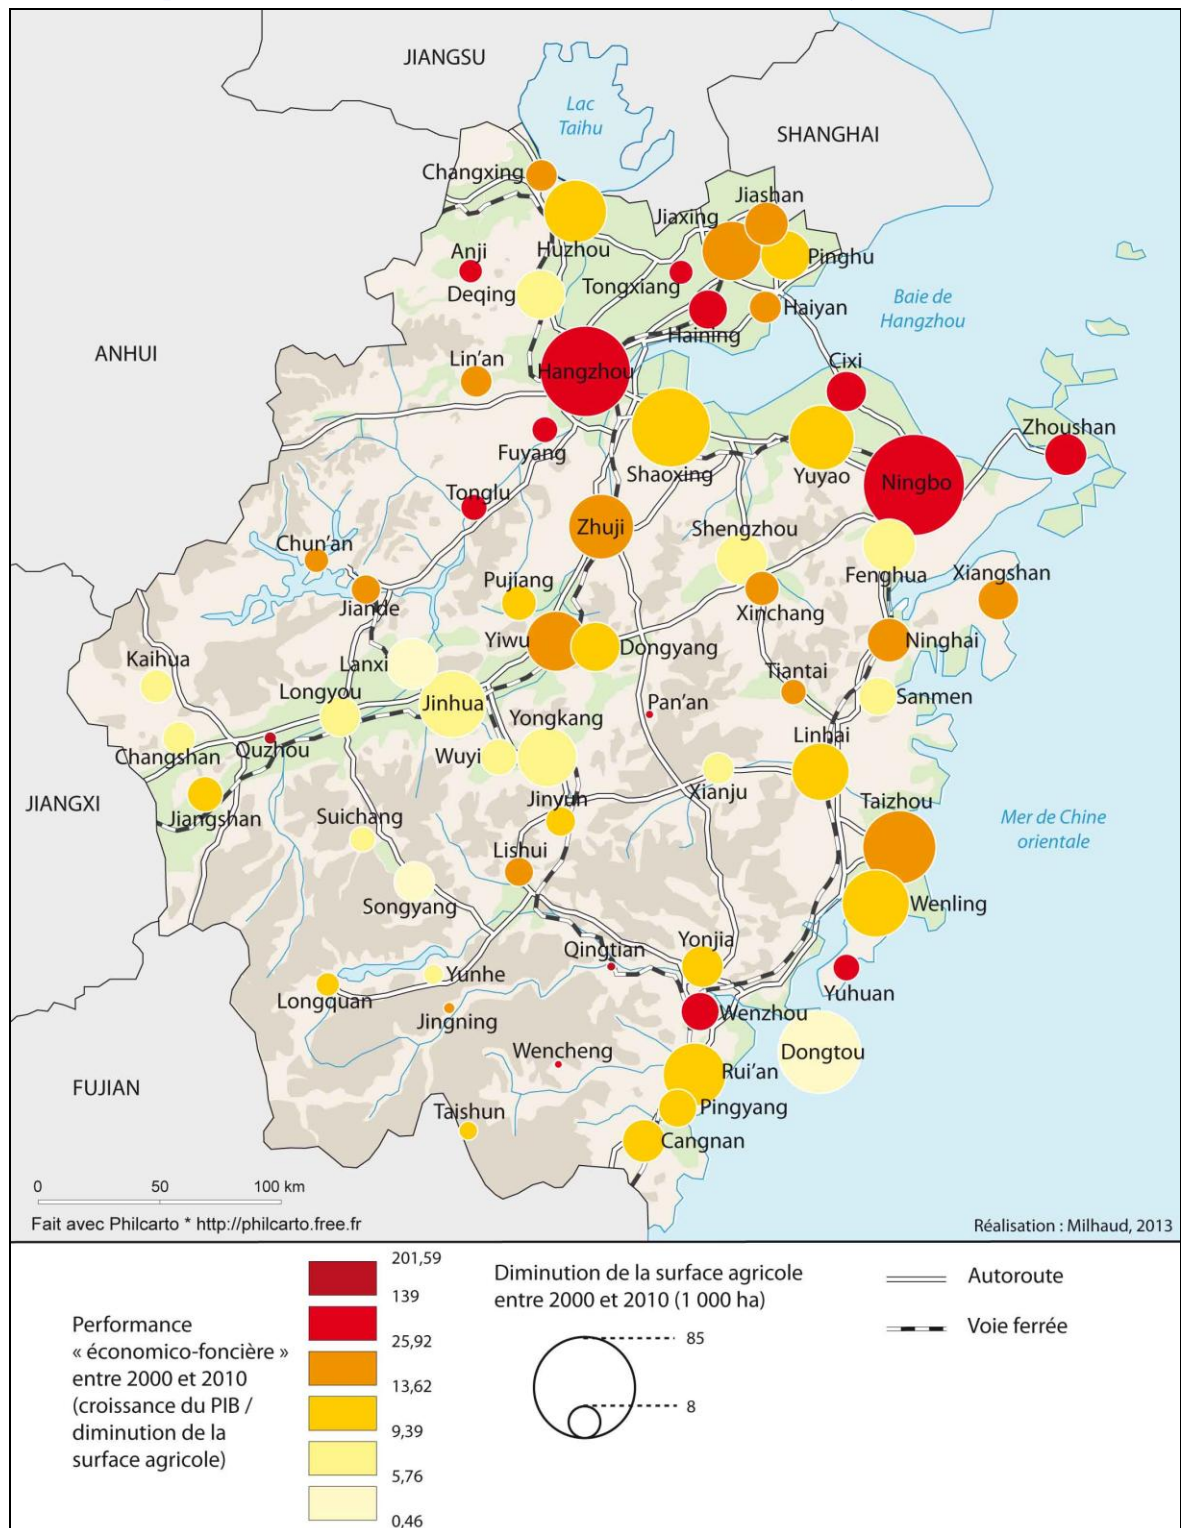 JIANGSU
Lac
Taihu
SHANGHAI
Changxing
Jiashan
Jiaxing
Huzhou
Pinghu
Anji
Tongxiang
Deqing
Haiyan
Baie de
Hangzhou
Haining
ANHUI
Lin'an
Hangzhou
Cixi
Zhoushan
Fuyang
Shaoxing
Yuyao
Ningbo
Tonglu
Zhuji
Shengzhou
Chun'an
Fenghua
Xiangshan
Pujiang
Jiande
Xinchang
Yiwu
Dongyang
Ninghai
Kaihua
Lanxi
Tiantai
Longyou
Jinhua
Pan'an
Sanmen
Yongkang
Linhai
Changshan
Quzhou
Wuyi
Xianju
JIANGXI
Jinyun
Taizhou
Jiangshan
Suichang
Mer de Chine
orientale
Lishui
Songyang
Wenling
Qingtian
Yonjia
Yunhe
Yuhuan
Longquan
Jingning
Wenzhou
Wencheng
Dongtou
Rui'an
FUJIAN
Pingyang
Taishun
Cangnan
0 50 100 km
Fait avec Philcarto * http://philcarto.free.fr
Réalisation : Milhaud, 2013
Performance
« économico-foncière »
entre 2000 et 2010
(croissance du PIB /
diminution de la
surface agricole)
201,59
139
25,92
13,62
9,39
5,76
0,46
Diminution de la surface agricole
entre 2000 et 2010 (1 000 ha)
85
8
Autoroute
Voie ferrée